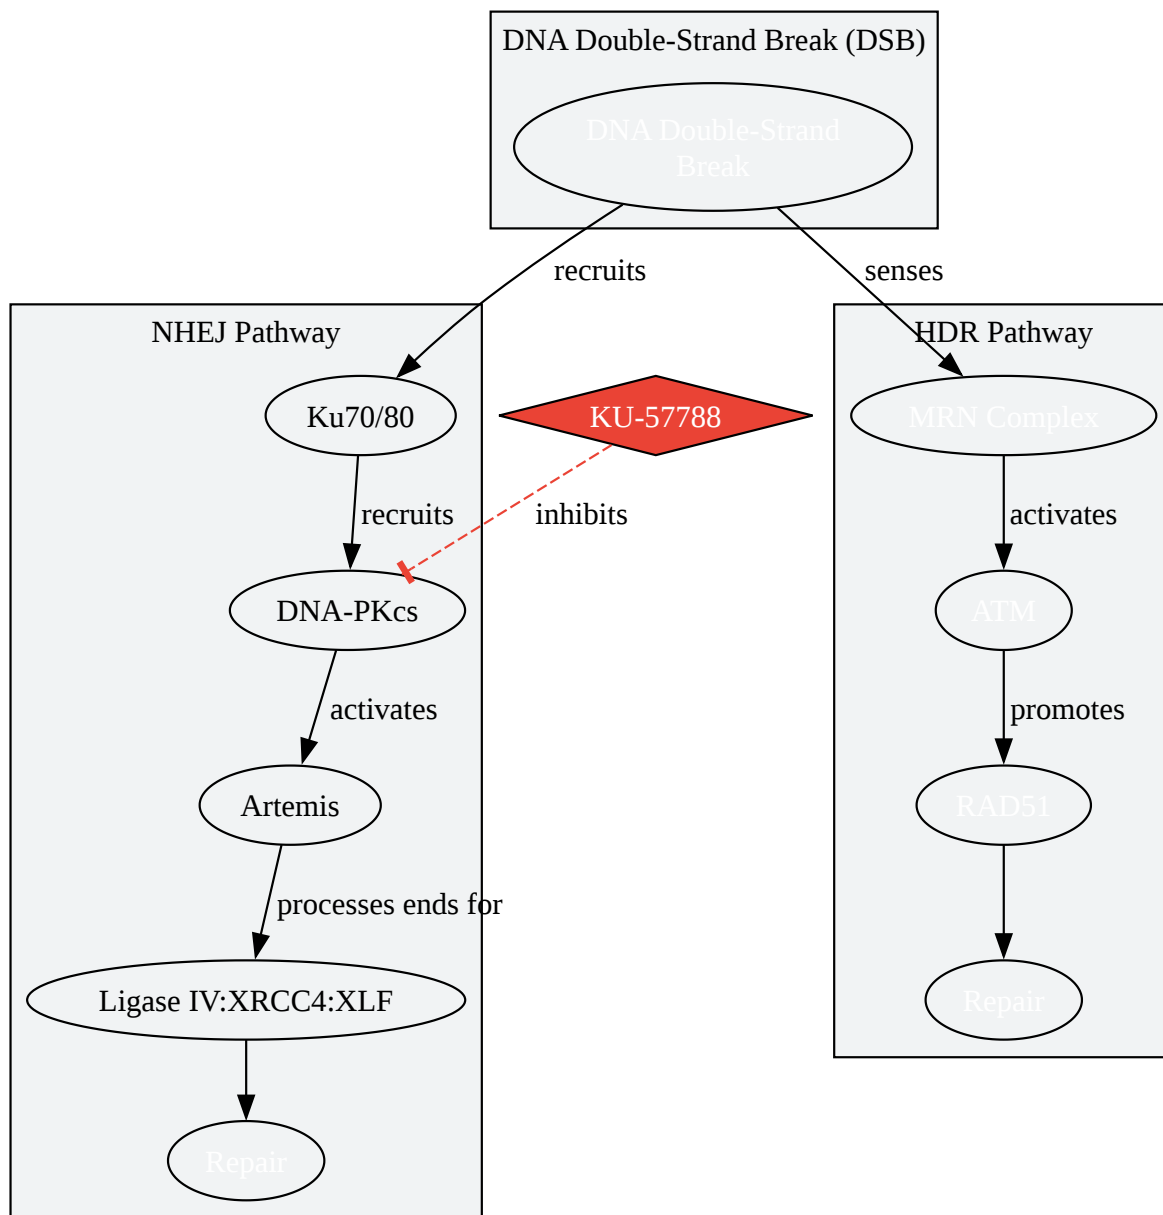 DNA Double-Strand Break (DSB)
DNA Double-Strand
Break
recruits
senses
NHEJ Pathway
HDR Pathway
Ku70/80
KU-57788
MRN Complex
recruits
inhibits
activates
DNA-PKcs
ATM
activates
promotes
Artemis
RAD51
processes ends for
Ligase IV:XRCC4:XLF
Repair
Repair